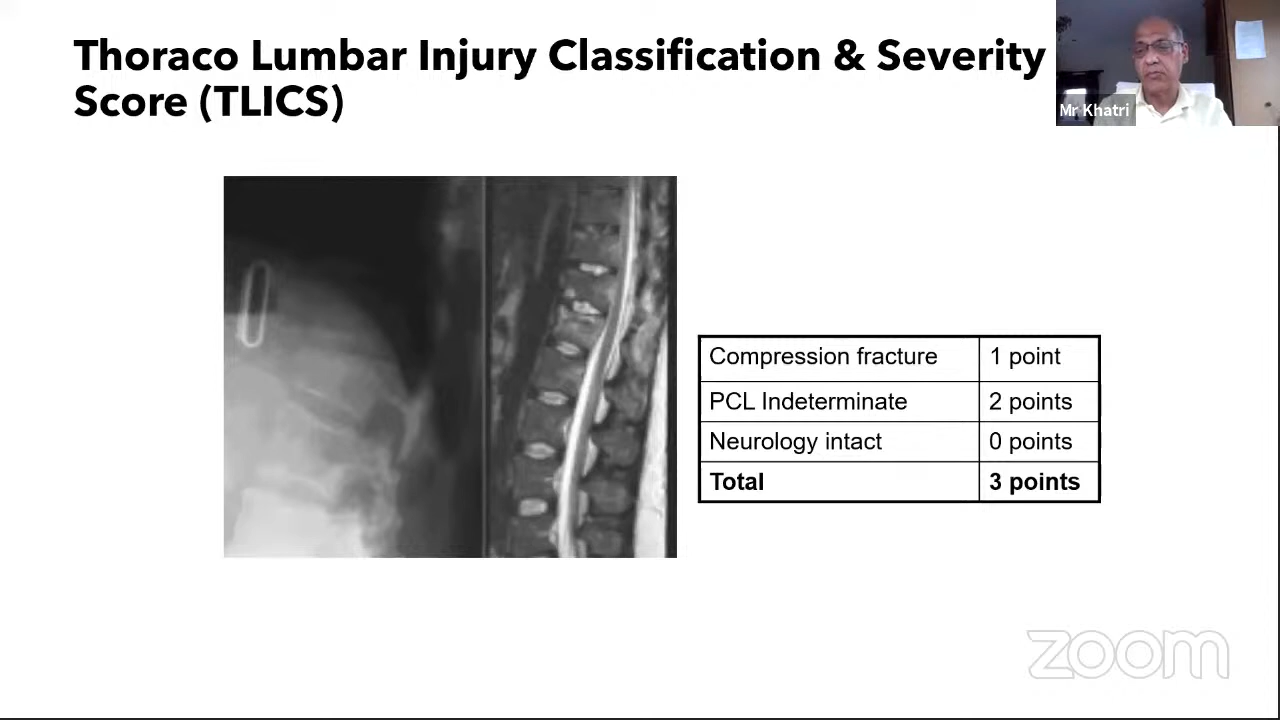 Thoraco Lumbar Injury Classification & Severity
Score (TLICS)
Mr Khatri
Compression fracture 1 point
PCL Indeterminate 2 points
Neurology intact 0 points
Total 3 points
zoom